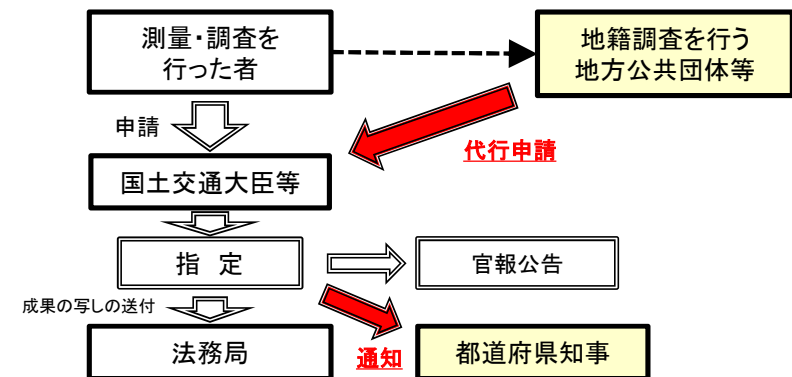 測量・調査を
行った者
地籍調査を行う
地方公共団体等
申請
代行申請
国土交通大臣等
指 定
官報公告
成果の写しの送付
法務局
通知
都道府県知事